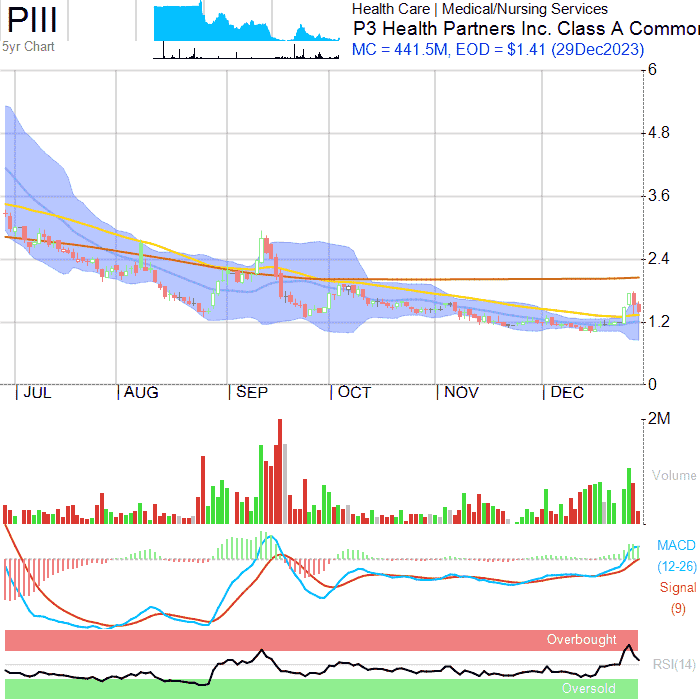 PIII
5yr Chart
Health Care | Medical/Nursing Services
P3 Health Partners Inc. Class A Common
MC = 441.5M, EOD = $1.41 (29Dec2023)
6
4.8
3.6
2.4
1.2
0
JUL AUG SEP OCT NOV DEC
2M
Volume
MACD
(12-26)
Signal
(9)
Overbought
RSI(14)
Oversold